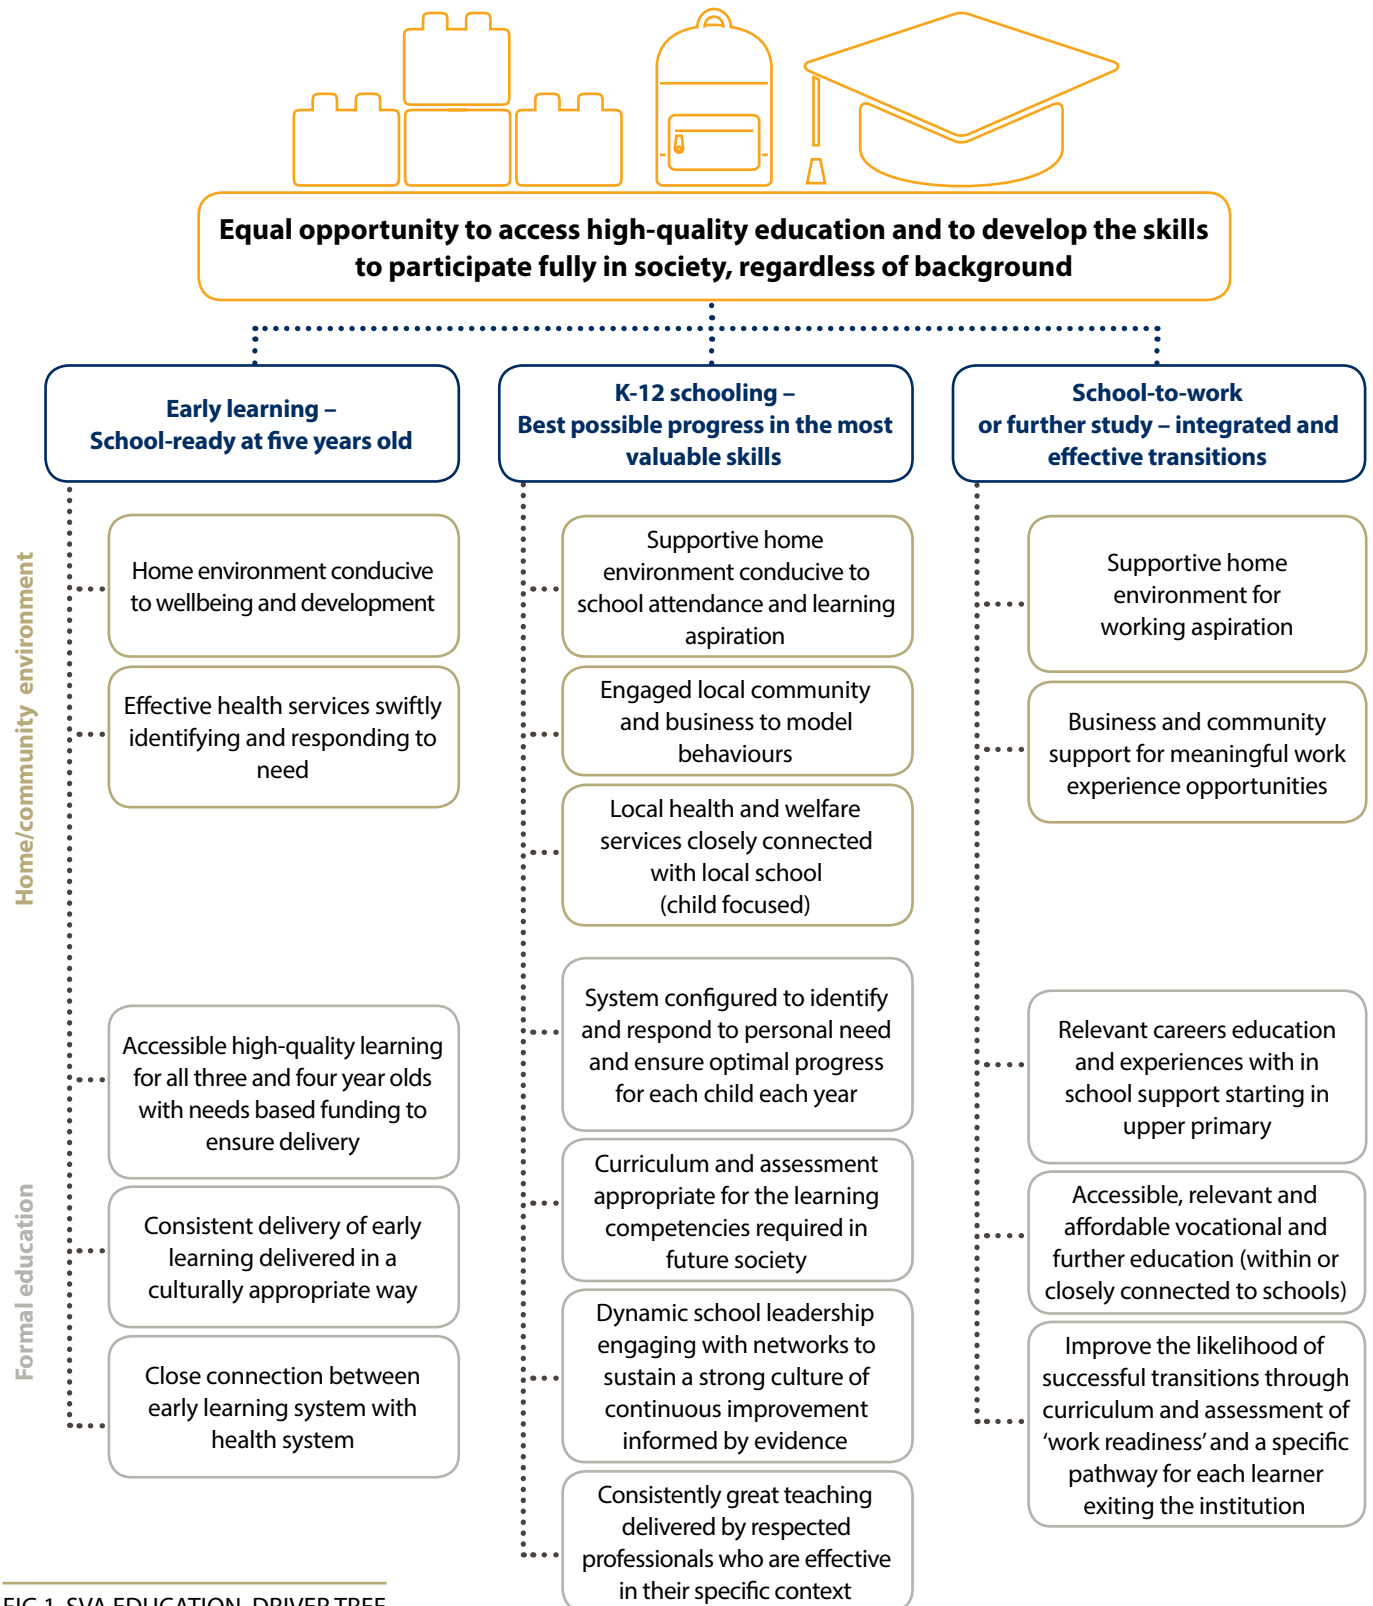 Equal opportunity to access high-quality education and to develop the skills
to participate fully in society, regardless of background
Early learning –
School-ready at five years old
K-12 schooling –
Best possible progress in the most
valuable skills
School-to-work
or further study – integrated and
effective transitions
Home/community environment
Home environment conducive
to wellbeing and development
Effective health services swiftly
identifying and responding to
need
Supportive home
environment conducive to
school attendance and learning
aspiration
Engaged local community
and business to model
behaviours
Local health and welfare
services closely connected
with local school
(child focused)
Supportive home
environment for
working aspiration
Business and community
support for meaningful work
experience opportunities
Formal education
Accessible high-quality learning
for all three and four year olds
with needs based funding to
ensure delivery
Consistent delivery of early
learning delivered in a
culturally appropriate way
Close connection between
early learning system with
health system
System configured to identify
and respond to personal need
and ensure optimal progress
for each child each year
Curriculum and assessment
appropriate for the learning
competencies required in
future society
Dynamic school leadership
engaging with networks to
sustain a strong culture of
continuous improvement
informed by evidence
Consistently great teaching
delivered by respected
professionals who are effective
in their specific context
Relevant careers education
and experiences with in
school support starting in
upper primary
Accessible, relevant and
affordable vocational and
further education (within or
closely connected to schools)
Improve the likelihood of
successful transitions through
curriculum and assessment of
‘work readiness’ and a specific
pathway for each learner
exiting the institution
FIG 1. SVA EDUCATION DRIVER TREE